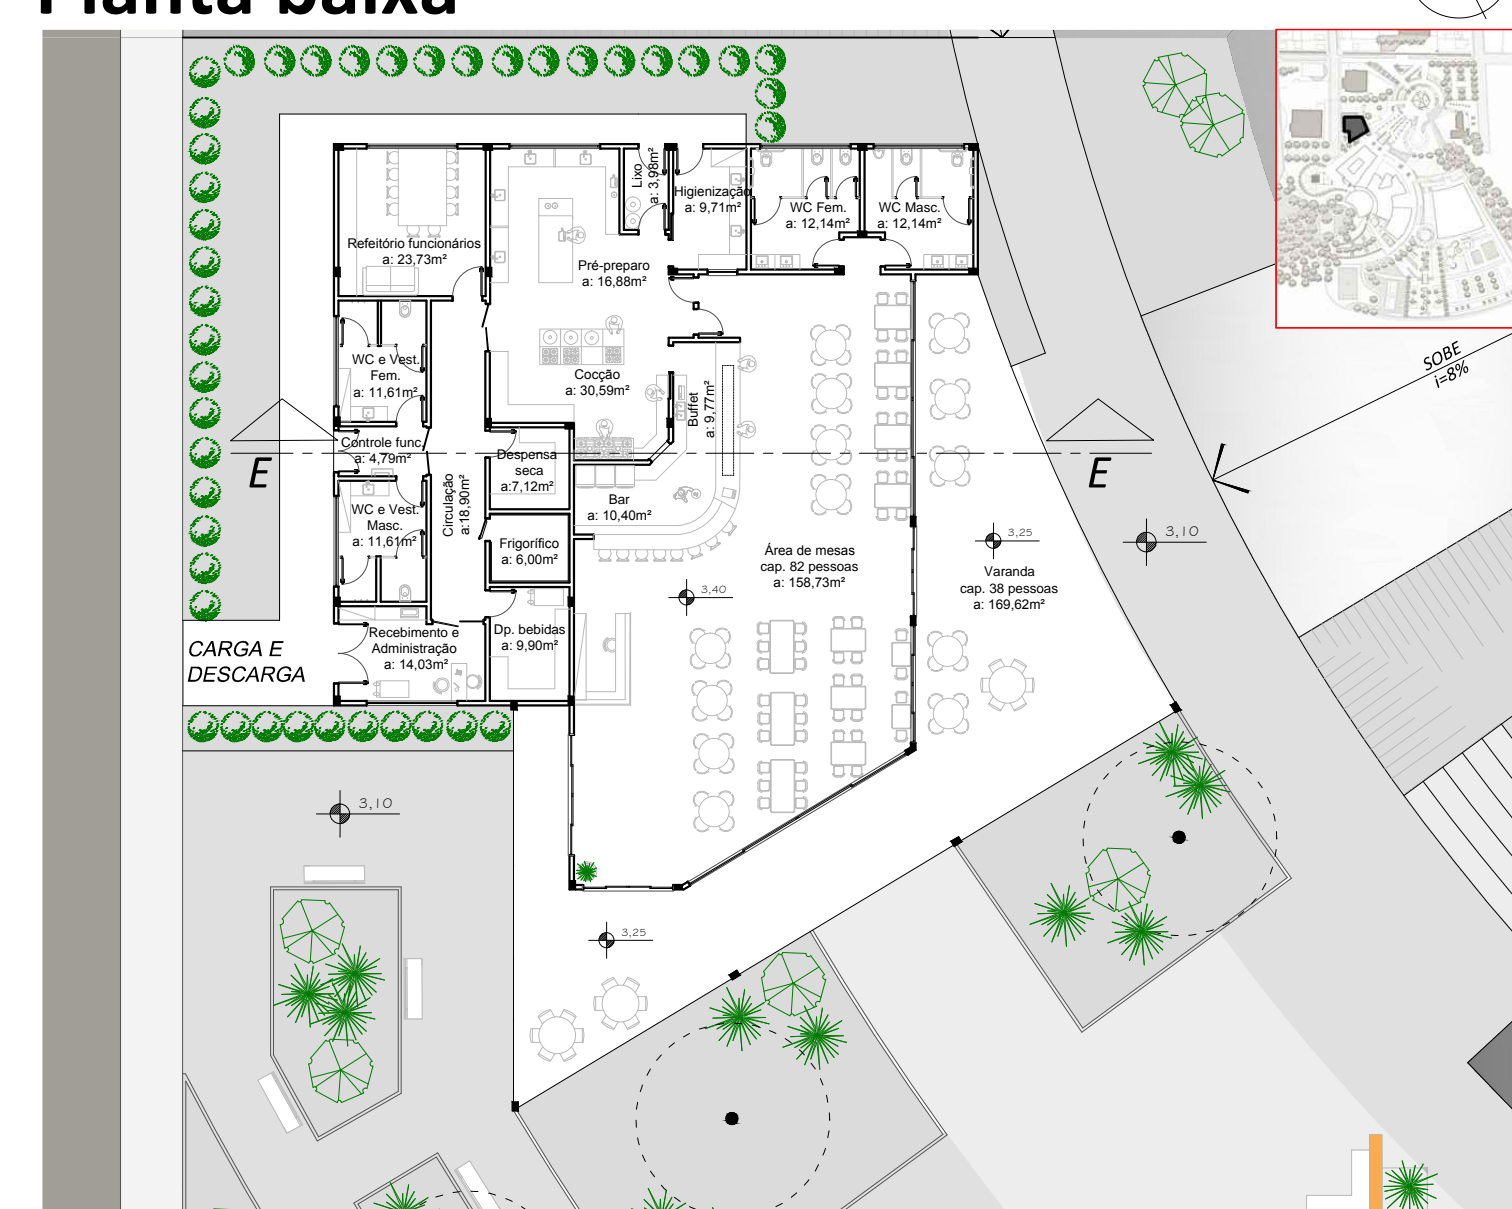 Planta baixa
Lixo
a: 3,98m²
Higienização
a: 9,71m²
WC Fem.
a: 12,14m²
WC Masc.
a: 12,14m²
Refeitório funcionários
a: 23,73m²
Pré-preparo
a: 16,88m²
SOBE
i=8%
WC e Vest.
Fem.
a: 11,61m²
Cocção
a: 30,59m²
Buffet
a: 9,77m²
Controle func.
a: 4,79m²
E
E
Despensa
seca
a:7,12m²
Circulação
a:18,90m²
WC e Vest.
Masc.
a: 11,61m²
Bar
a: 10,40m²
Frigorífico
a: 6,00m²
Área de mesas
cap. 82 pessoas
a: 158,73m²
3,25
3,10
Varanda
cap. 38 pessoas
a: 169,62m²
3,40
CARGA E
DESCARGA
Recebimento e
Administração
a: 14,03m²
Dp. bebidas
a: 9,90m²
3,10
3,25